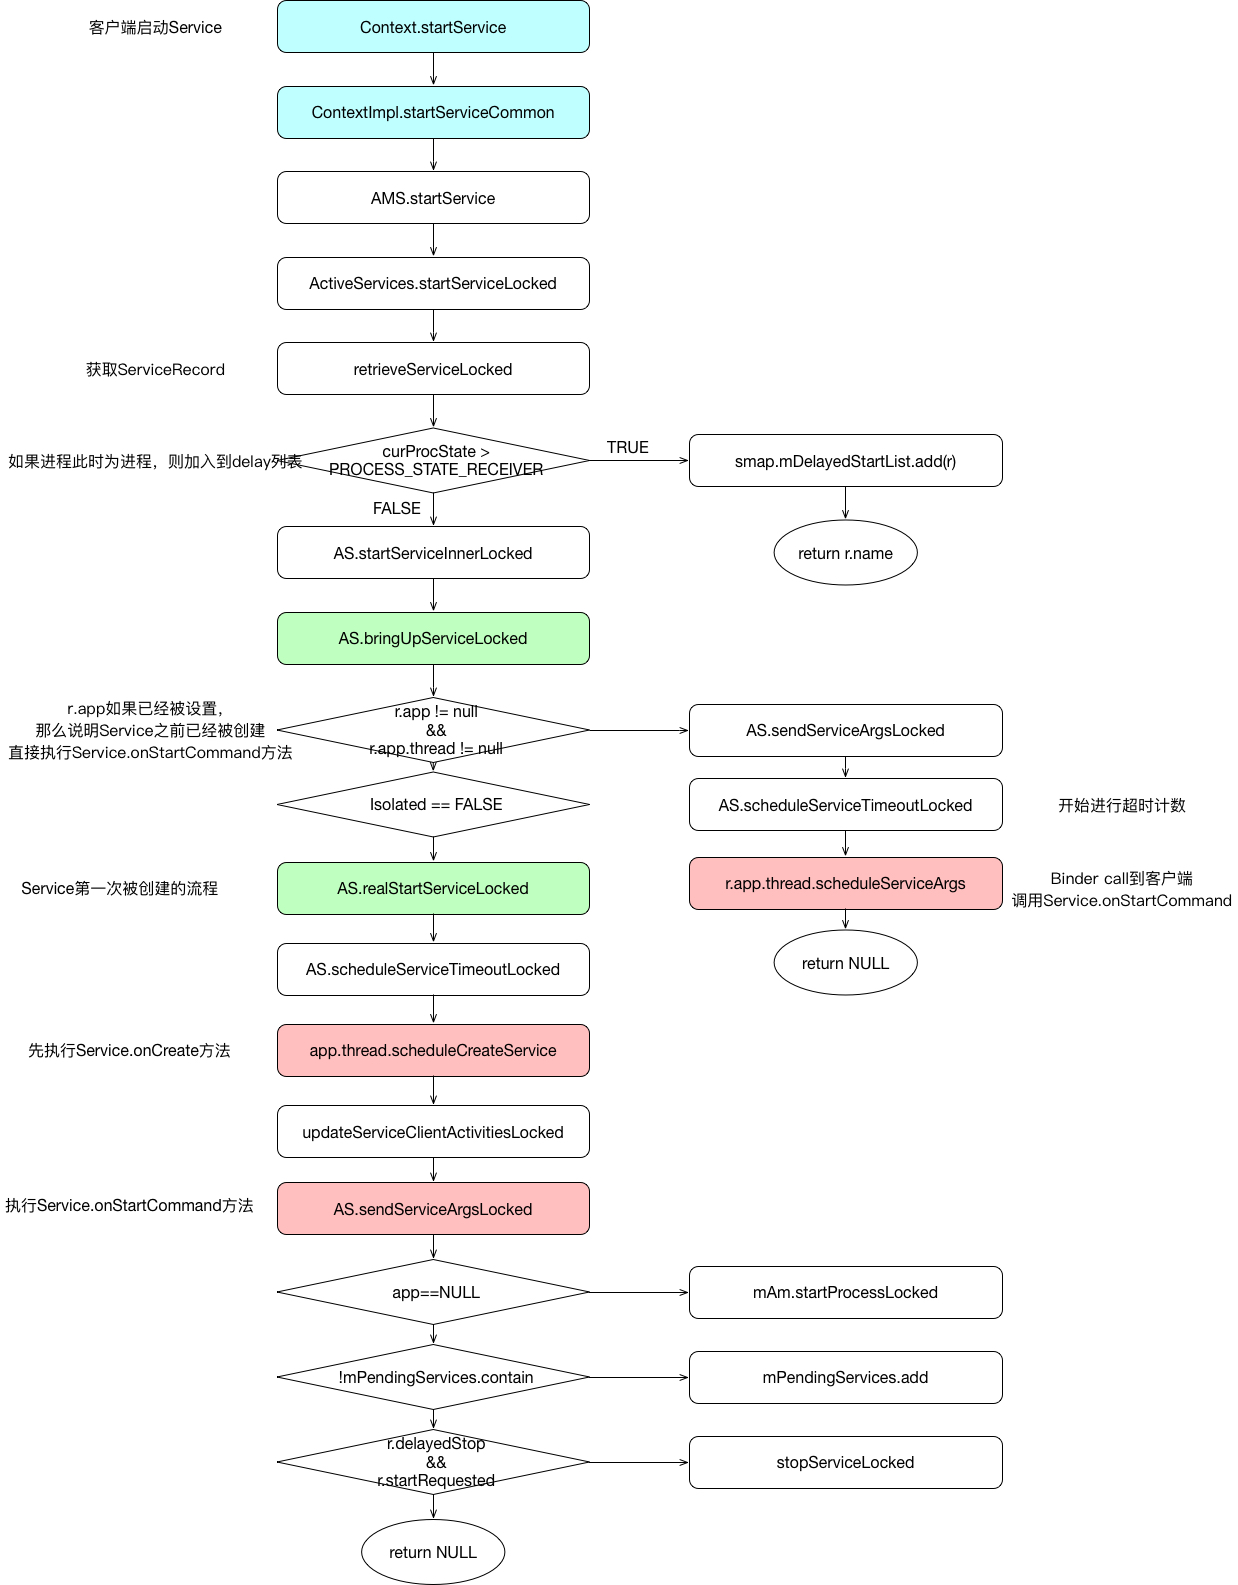 客户端启动Service
Context.startService
ContextImpl.startServiceCommon
AMS.startService
ActiveServices.startServiceLocked
获取ServiceRecord
retrieveServiceLocked
如果进程此时为进程，则加入到delay列表
curProcState >
PROCESS_STATE_RECEIVER
TRUE
smap.mDelayedStartList.add(r)
FALSE
return r.name
AS.startServiceInnerLocked
AS.bringUpServiceLocked
r.app如果已经被设置，
那么说明Service之前已经被创建
直接执行Service.onStartCommand方法
r.app != null
&&
r.app.thread != null
AS.sendServiceArgsLocked
Isolated == FALSE
AS.scheduleServiceTimeoutLocked
开始进行超时计数
Service第一次被创建的流程
AS.realStartServiceLocked
r.app.thread.scheduleServiceArgs
Binder call到客户端
调用Service.onStartCommand
AS.scheduleServiceTimeoutLocked
return NULL
先执行Service.onCreate方法
app.thread.scheduleCreateService
updateServiceClientActivitiesLocked
执行Service.onStartCommand方法
AS.sendServiceArgsLocked
app==NULL
mAm.startProcessLocked
!mPendingServices.contain
mPendingServices.add
r.delayedStop
&&
r.startRequested
stopServiceLocked
return NULL